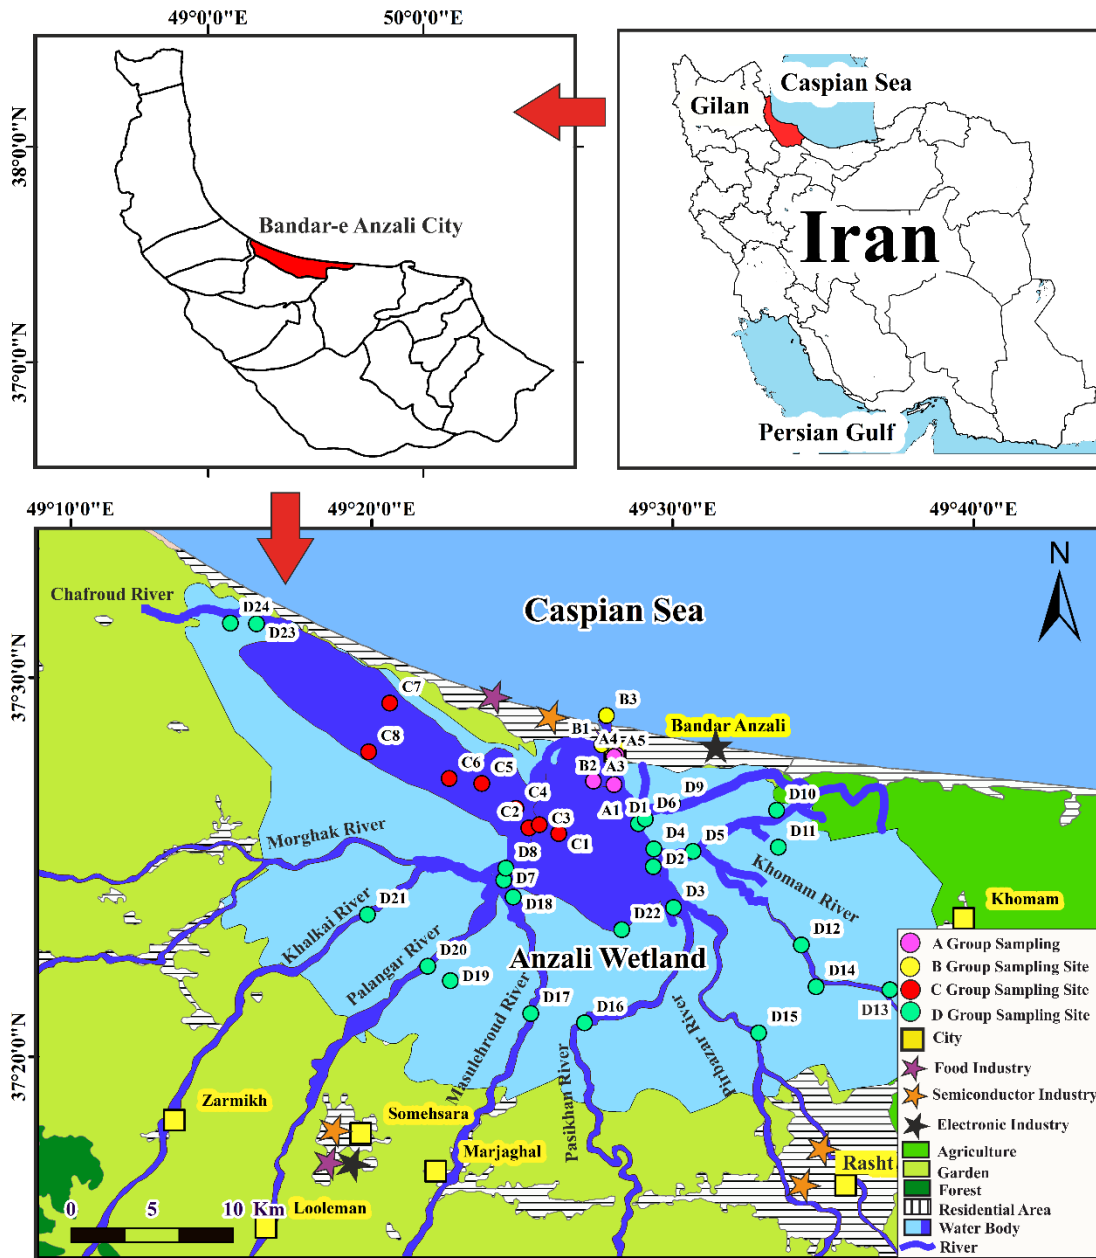 49°0'0"E
50°0'0"E
38°0'0"N
37°0'0"N
Bandar-e Anzali City
Caspian Sea
Gilan
Iran
Persian Gulf
49°10'0"E
49°20'0"E
49°30'0"E
49°40'0"E
37°30'0"N
37°20'0"N
N
Chafroud River
D24
D23
Caspian Sea
C7
B3
B1
Bandar Anzali
A4
A5
C8
C6
C5
B2
A3
C4
D9
D10
C2
A1
D1
D6
C3
C1
D4
D5
D11
Morghak River
D8
D2
D7
Khomam River
D18
D3
Khomam
D21
Khalkai River
D22
D12
Palangar River
D20
D19
Anzali Wetland
D14
D13
D17
D16
D15
Masulehroud River
Pasikhan River
Pirbazar River
Zarmikh
Somehsara
Marjaghal
Rasht
Looleman
0
5
10 Km
A Group Sampling
B Group Sampling Site
C Group Sampling Site
D Group Sampling Site
City
Food Industry
Semiconductor Industry
Electronic Industry
Agriculture
Garden
Forest
Residential Area
Water Body
River